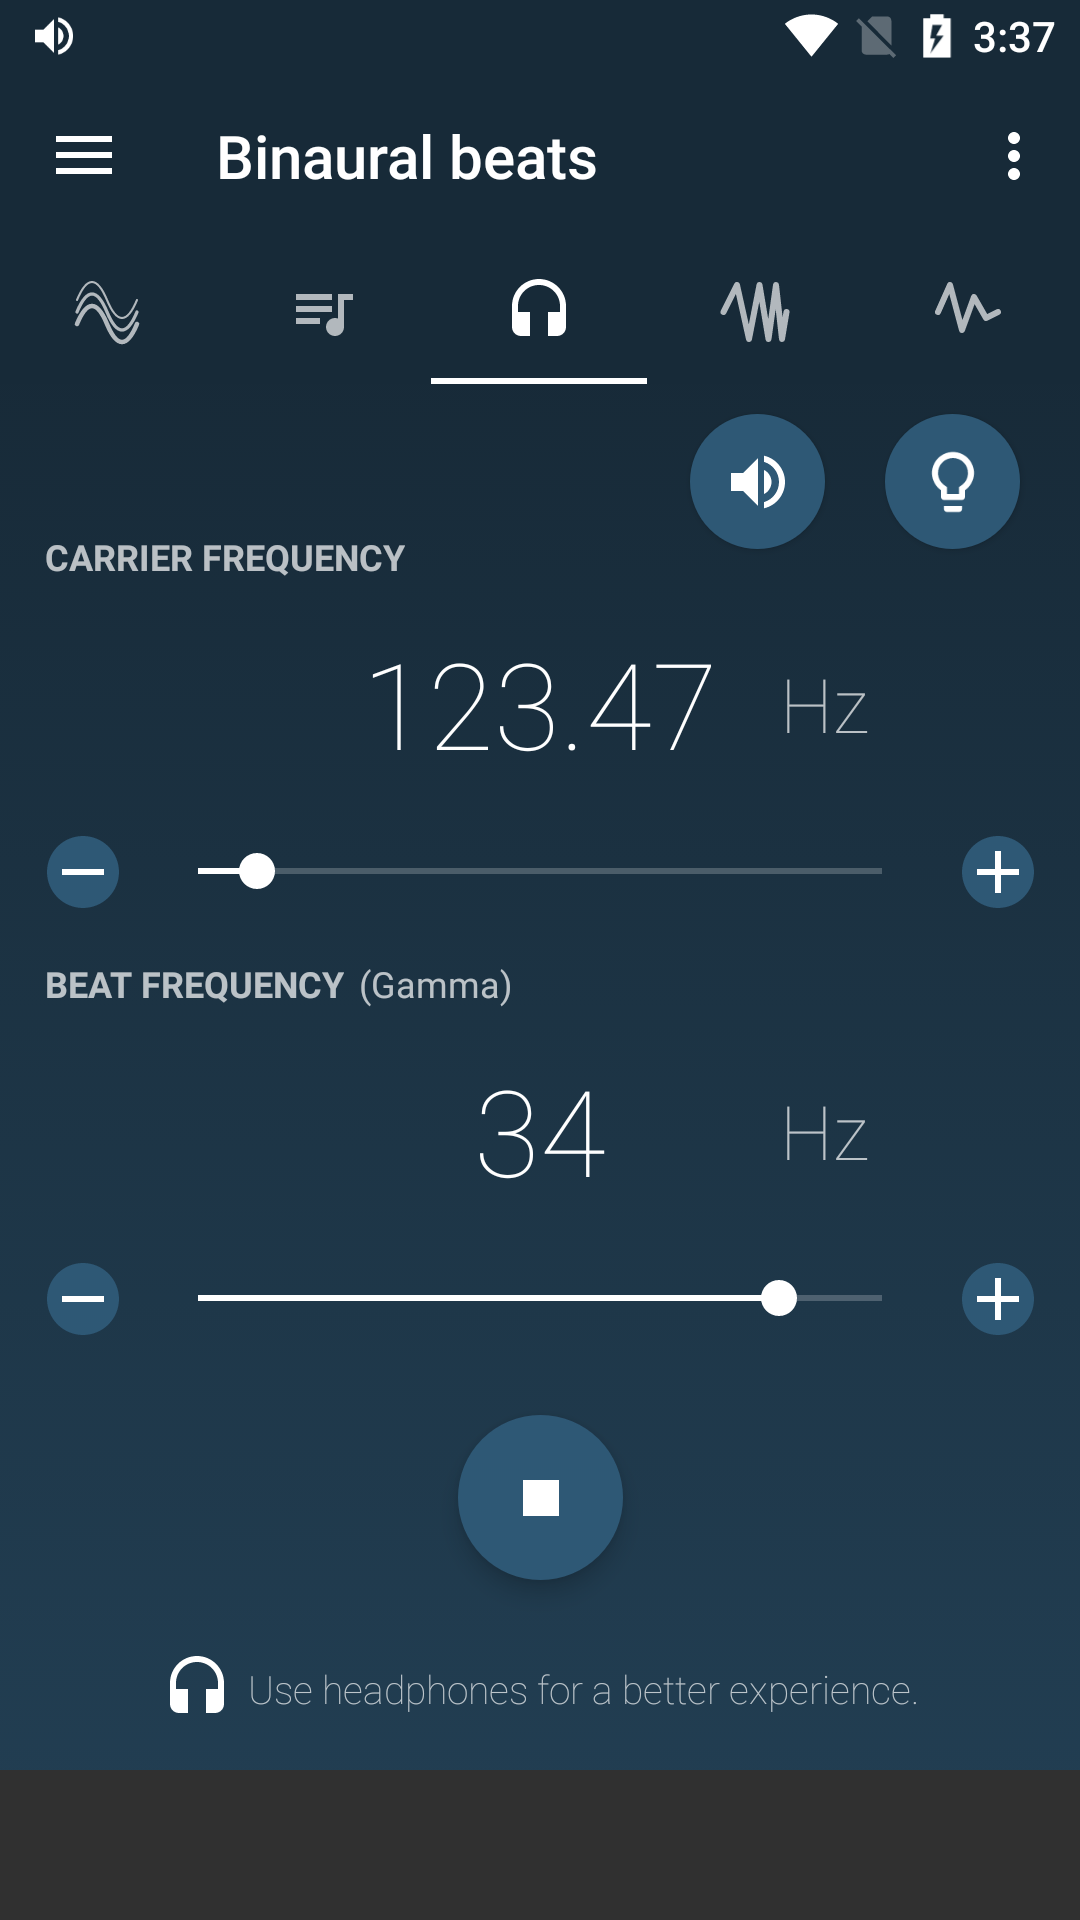 3:37
Binaural beats
CARRIER FREQUENCY
123.47 Hz
BEAT FREQUENCY (Gamma)
34 Hz
Use headphones for a better experience.